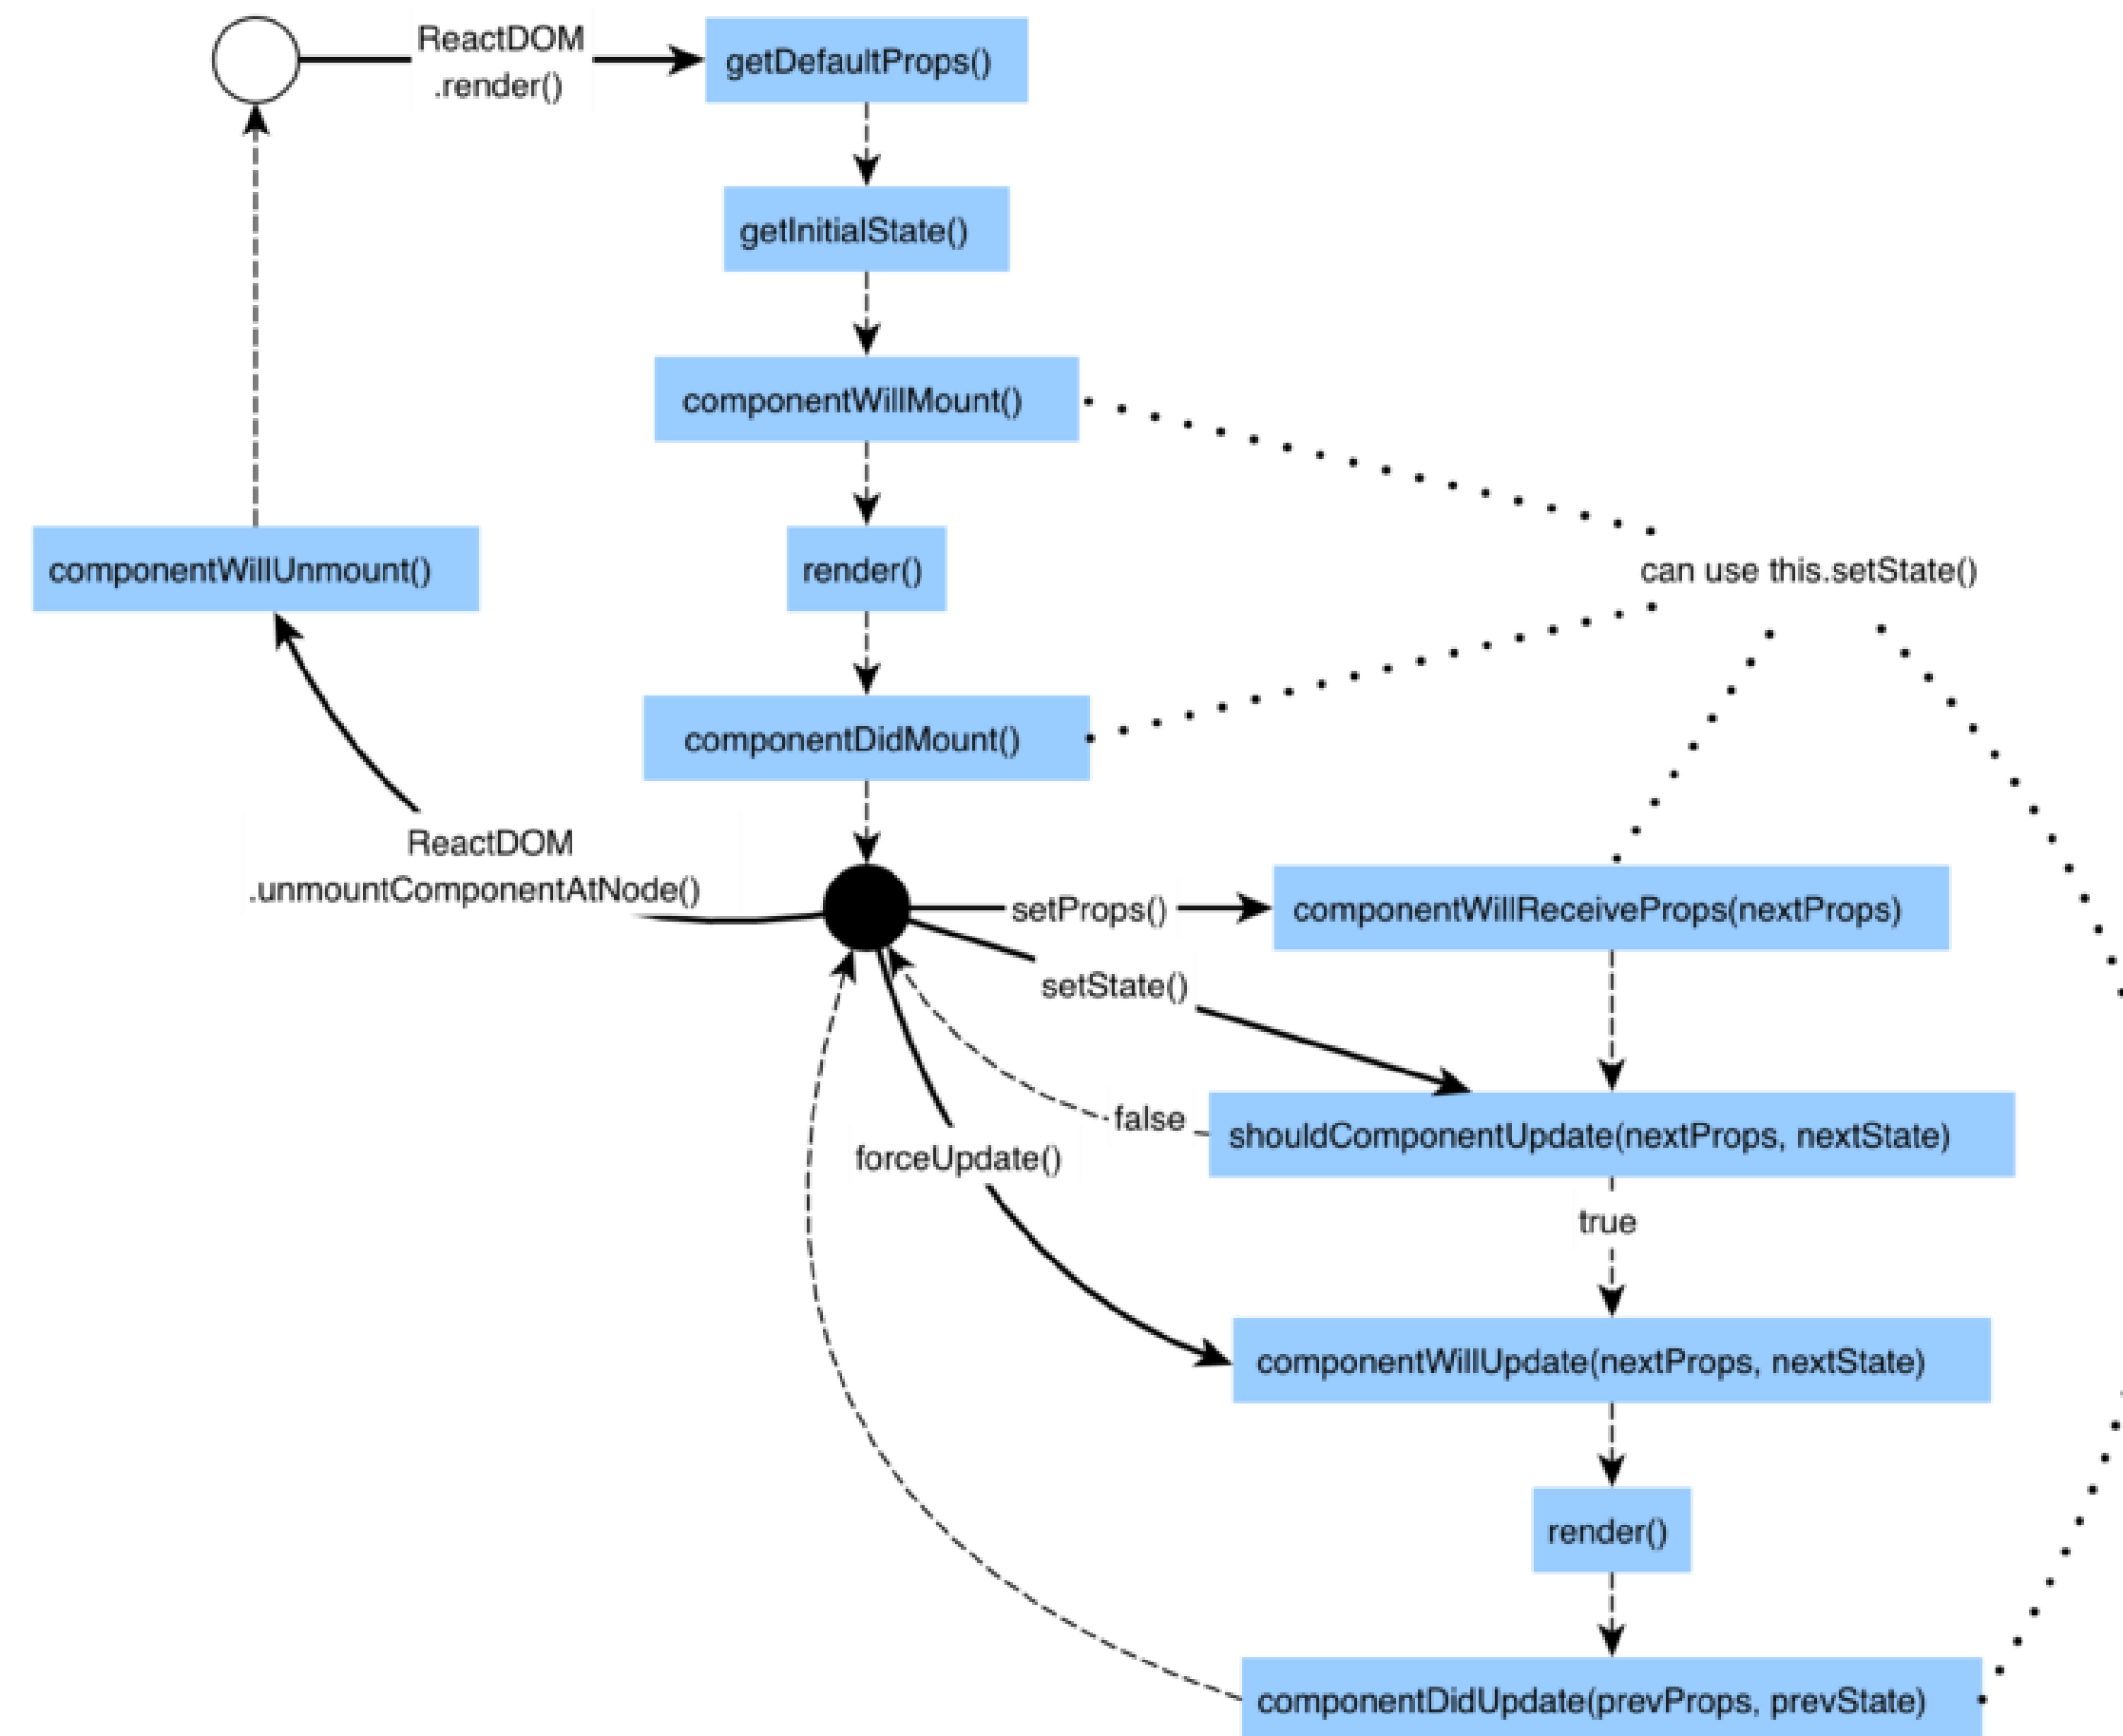 ReactDOM
.render()
getDefaultProps()
getInitialState()
componentWillMount()
componentWillUnmount()
render()
can use this.setState()
componentDidMount()
ReactDOM
.unmountComponentAtNode()
setProps()
componentWillReceiveProps(nextProps)
setState()
false
shouldComponentUpdate(nextProps, nextState)
forceUpdate()
true
componentWillUpdate(nextProps, nextState)
render()
componentDidUpdate(prevProps, prevState)